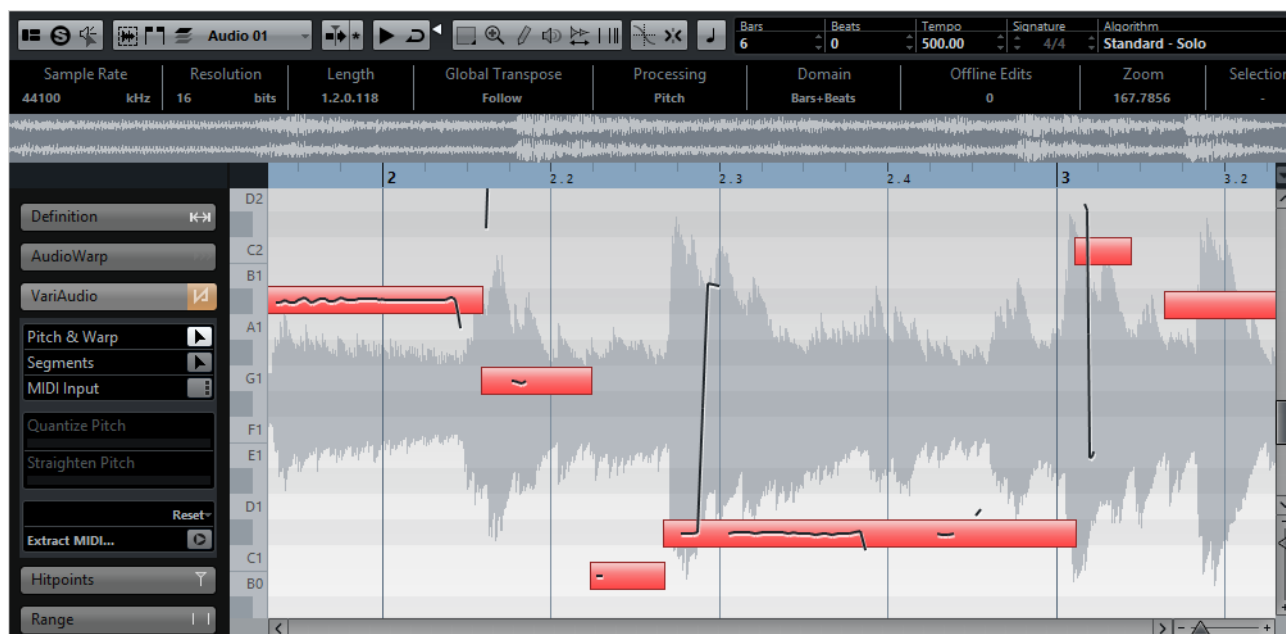 Audio 01
Bars Beats Tempo Signature Algorithm
6 0 500.00 4/4 Standard - Solo
Sample Rate Resolution Length Global Transpose Processing Domain Offline Edits Zoom Selection
44100 kHz 16 bits 1.2.0.118 Follow Pitch Bars+Beats 0 167.7856 -
2 2.2 2.3 2.4 3 3.2
D2
Definition
C2
AudioWarp
B1
VariAudio
A1
Pitch & Warp
Segments
G1
MIDI Input
Quantize Pitch
F1
E1
Straighten Pitch
D1
Reset
Extract MIDI...
C1
Hitpoints
B0
Range